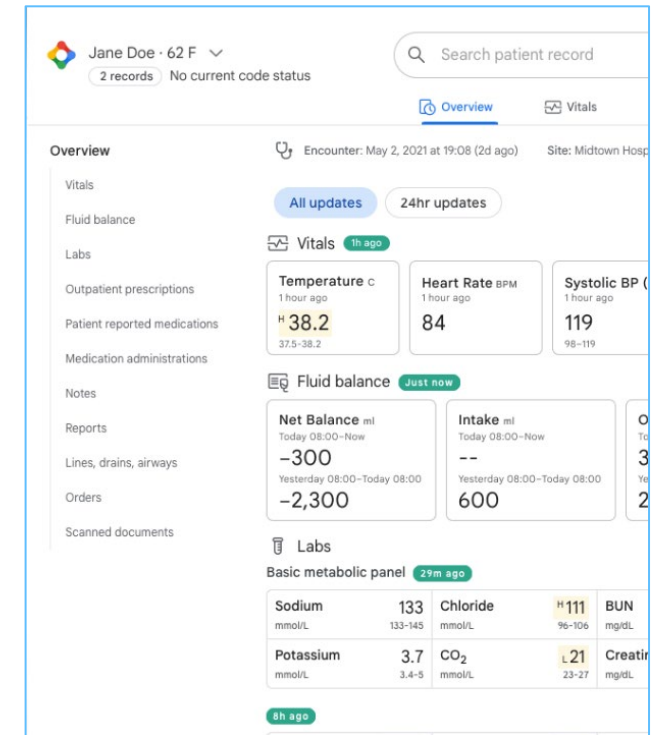 Jane Doe · 62 F
2 records No current code status
Search patient record
Overview Vitals
Overview
Vitals
Fluid balance
Labs
Outpatient prescriptions
Patient reported medications
Medication administrations
Notes
Reports
Lines, drains, airways
Orders
Scanned documents
Encounter: May 2, 2021 at 19:08 (2d ago) Site: Midtown Hosp
All updates 24hr updates
Vitals 1h ago
Temperature C
1 hour ago
H 38.2
37.5-38.2
Heart Rate BPM
1 hour ago
84
Systolic BP (
1 hour ago
119
98-119
Fluid balance Just now
Net Balance ml
Today 08:00-Now
-300
Yesterday 08:00-Today 08:00
-2,300
Intake ml
Today 08:00-Now
--
Yesterday 08:00-Today 08:00
600
O
To
3
Ye
2
Labs
Basic metabolic panel 29m ago
Sodium 133 Chloride H 111 BUN
mmol/L 133-145 mmol/L 96-106 mg/dL
Potassium 3.7 CO₂ L 21 Creatin
mmol/L 3.4-5 mmol/L 23-27 mg/dL
8h ago